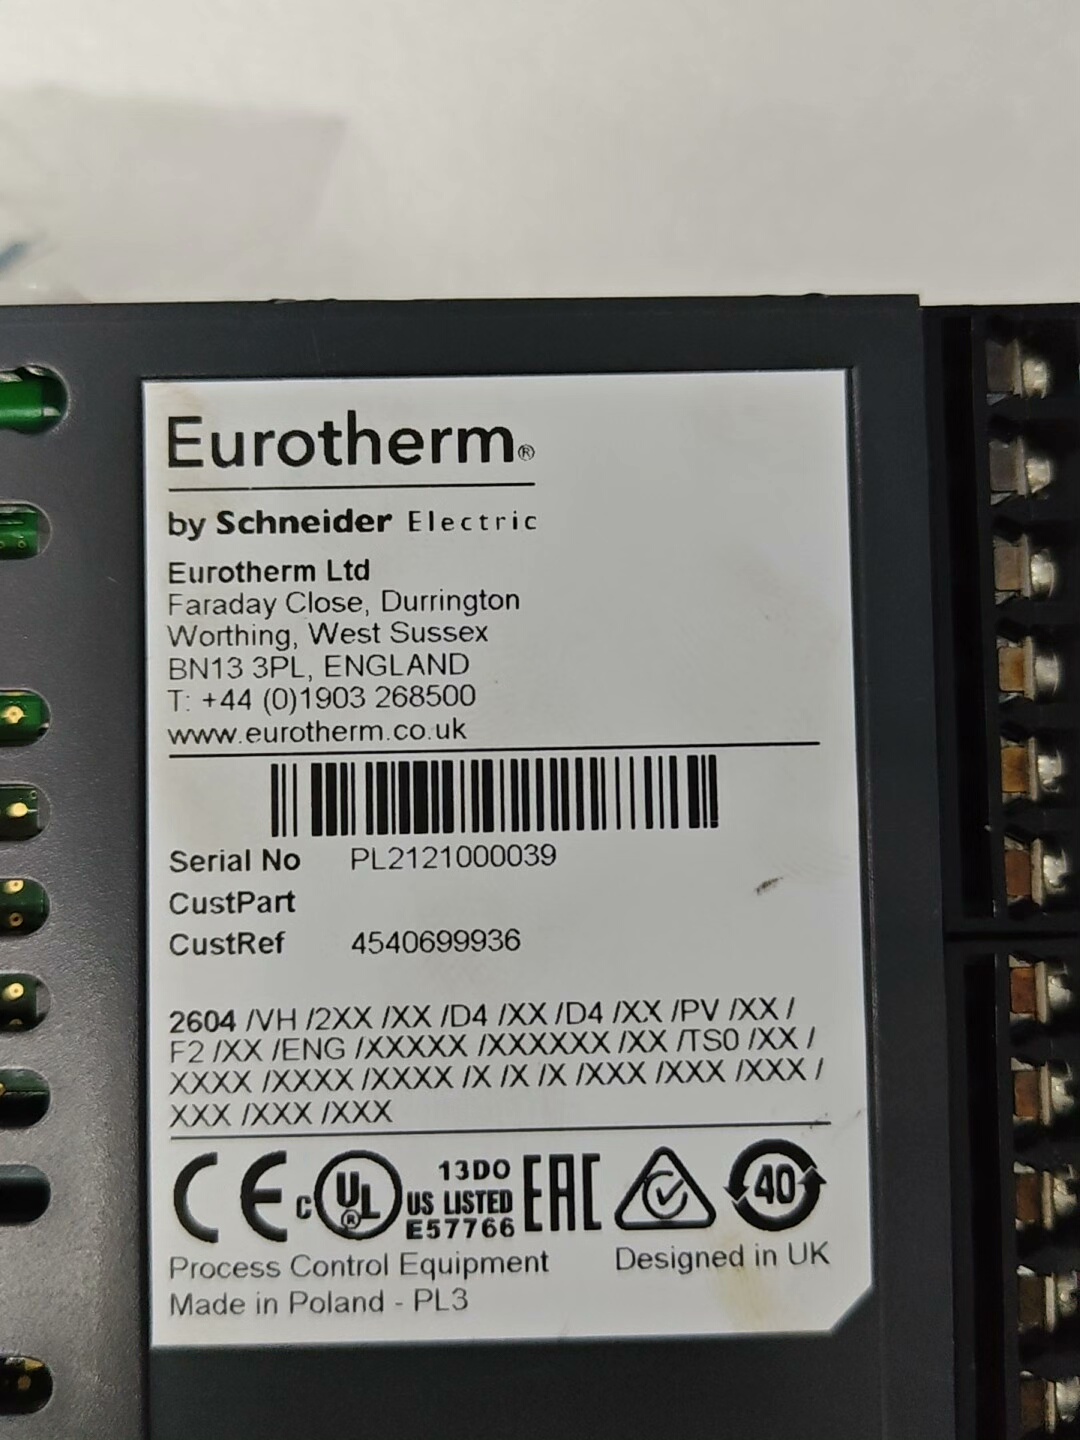 Eurotherm®
by Schneider Electric
Eurotherm Ltd
Faraday Close, Durrington
Worthing, West Sussex
BN13 3PL, ENGLAND
T: +44 (0)1903 268500
www.eurotherm.co.uk
Serial No PL2121000039
CustPart
CustRef 4540699936
2604 /VH /2XX /XX /D4 /XX /D4 /XX /PV /XX /
F2 /XX /ENG /XXXXX /XXXXXX /XX /TS0 /XX /
XXXX /XXXX /XXXX /X /X /X /XXX /XXX /XXX /
XXX /XXX /XXX
CE c UL® US LISTED 13DO E57766 EAC 40
Process Control Equipment Designed in UK
Made in Poland - PL3